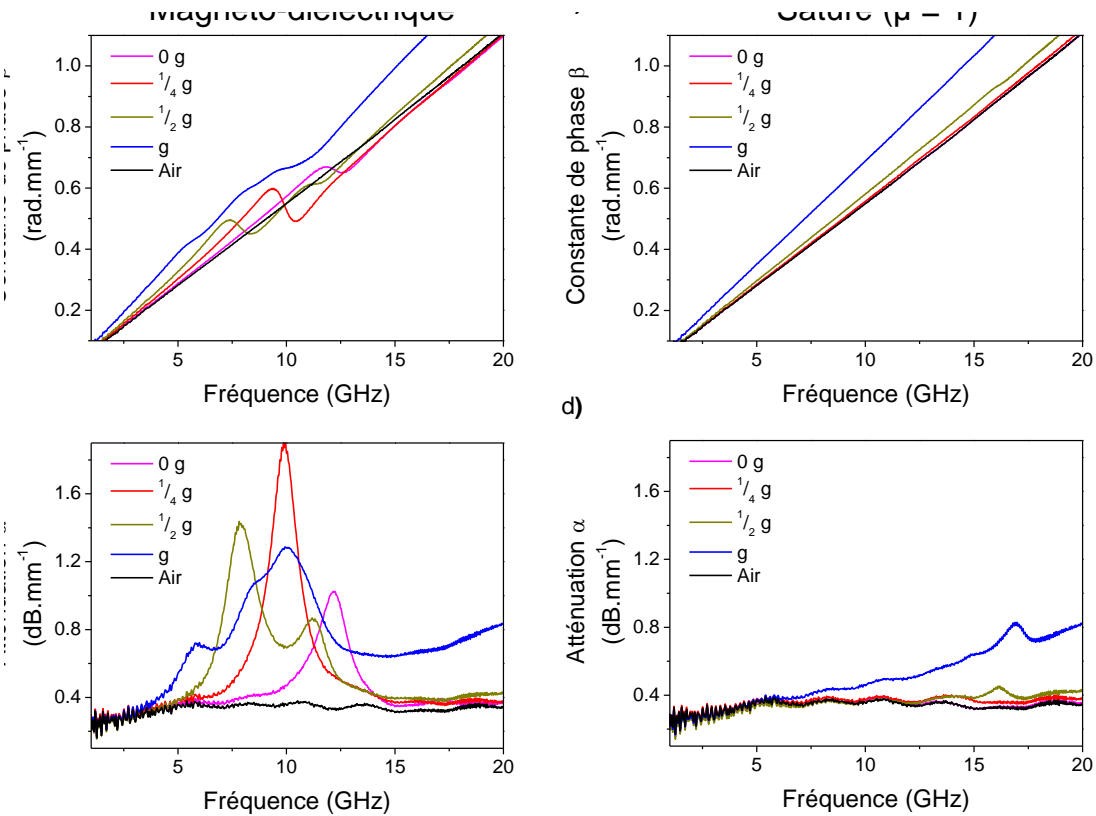 Magnéto-diélectrique
Saturé (μ = 1)
0 g
1/4 g
1/2 g
g
Air
1.0
0.8
0.6
0.4
0.2
5
10
15
20
(rad.mm-1)
Fréquence (GHz)
0 g
1/4 g
1/2 g
g
Air
1.0
0.8
0.6
0.4
0.2
5
10
15
20
Constante de phase β
(rad.mm-1)
Fréquence (GHz)
d)
0 g
1/4 g
1/2 g
g
Air
1.6
1.2
0.8
0.4
5
10
15
20
(dB.mm-1)
Fréquence (GHz)
0 g
1/4 g
1/2 g
g
Air
1.6
1.2
0.8
0.4
5
10
15
20
Atténuation α
(dB.mm-1)
Fréquence (GHz)